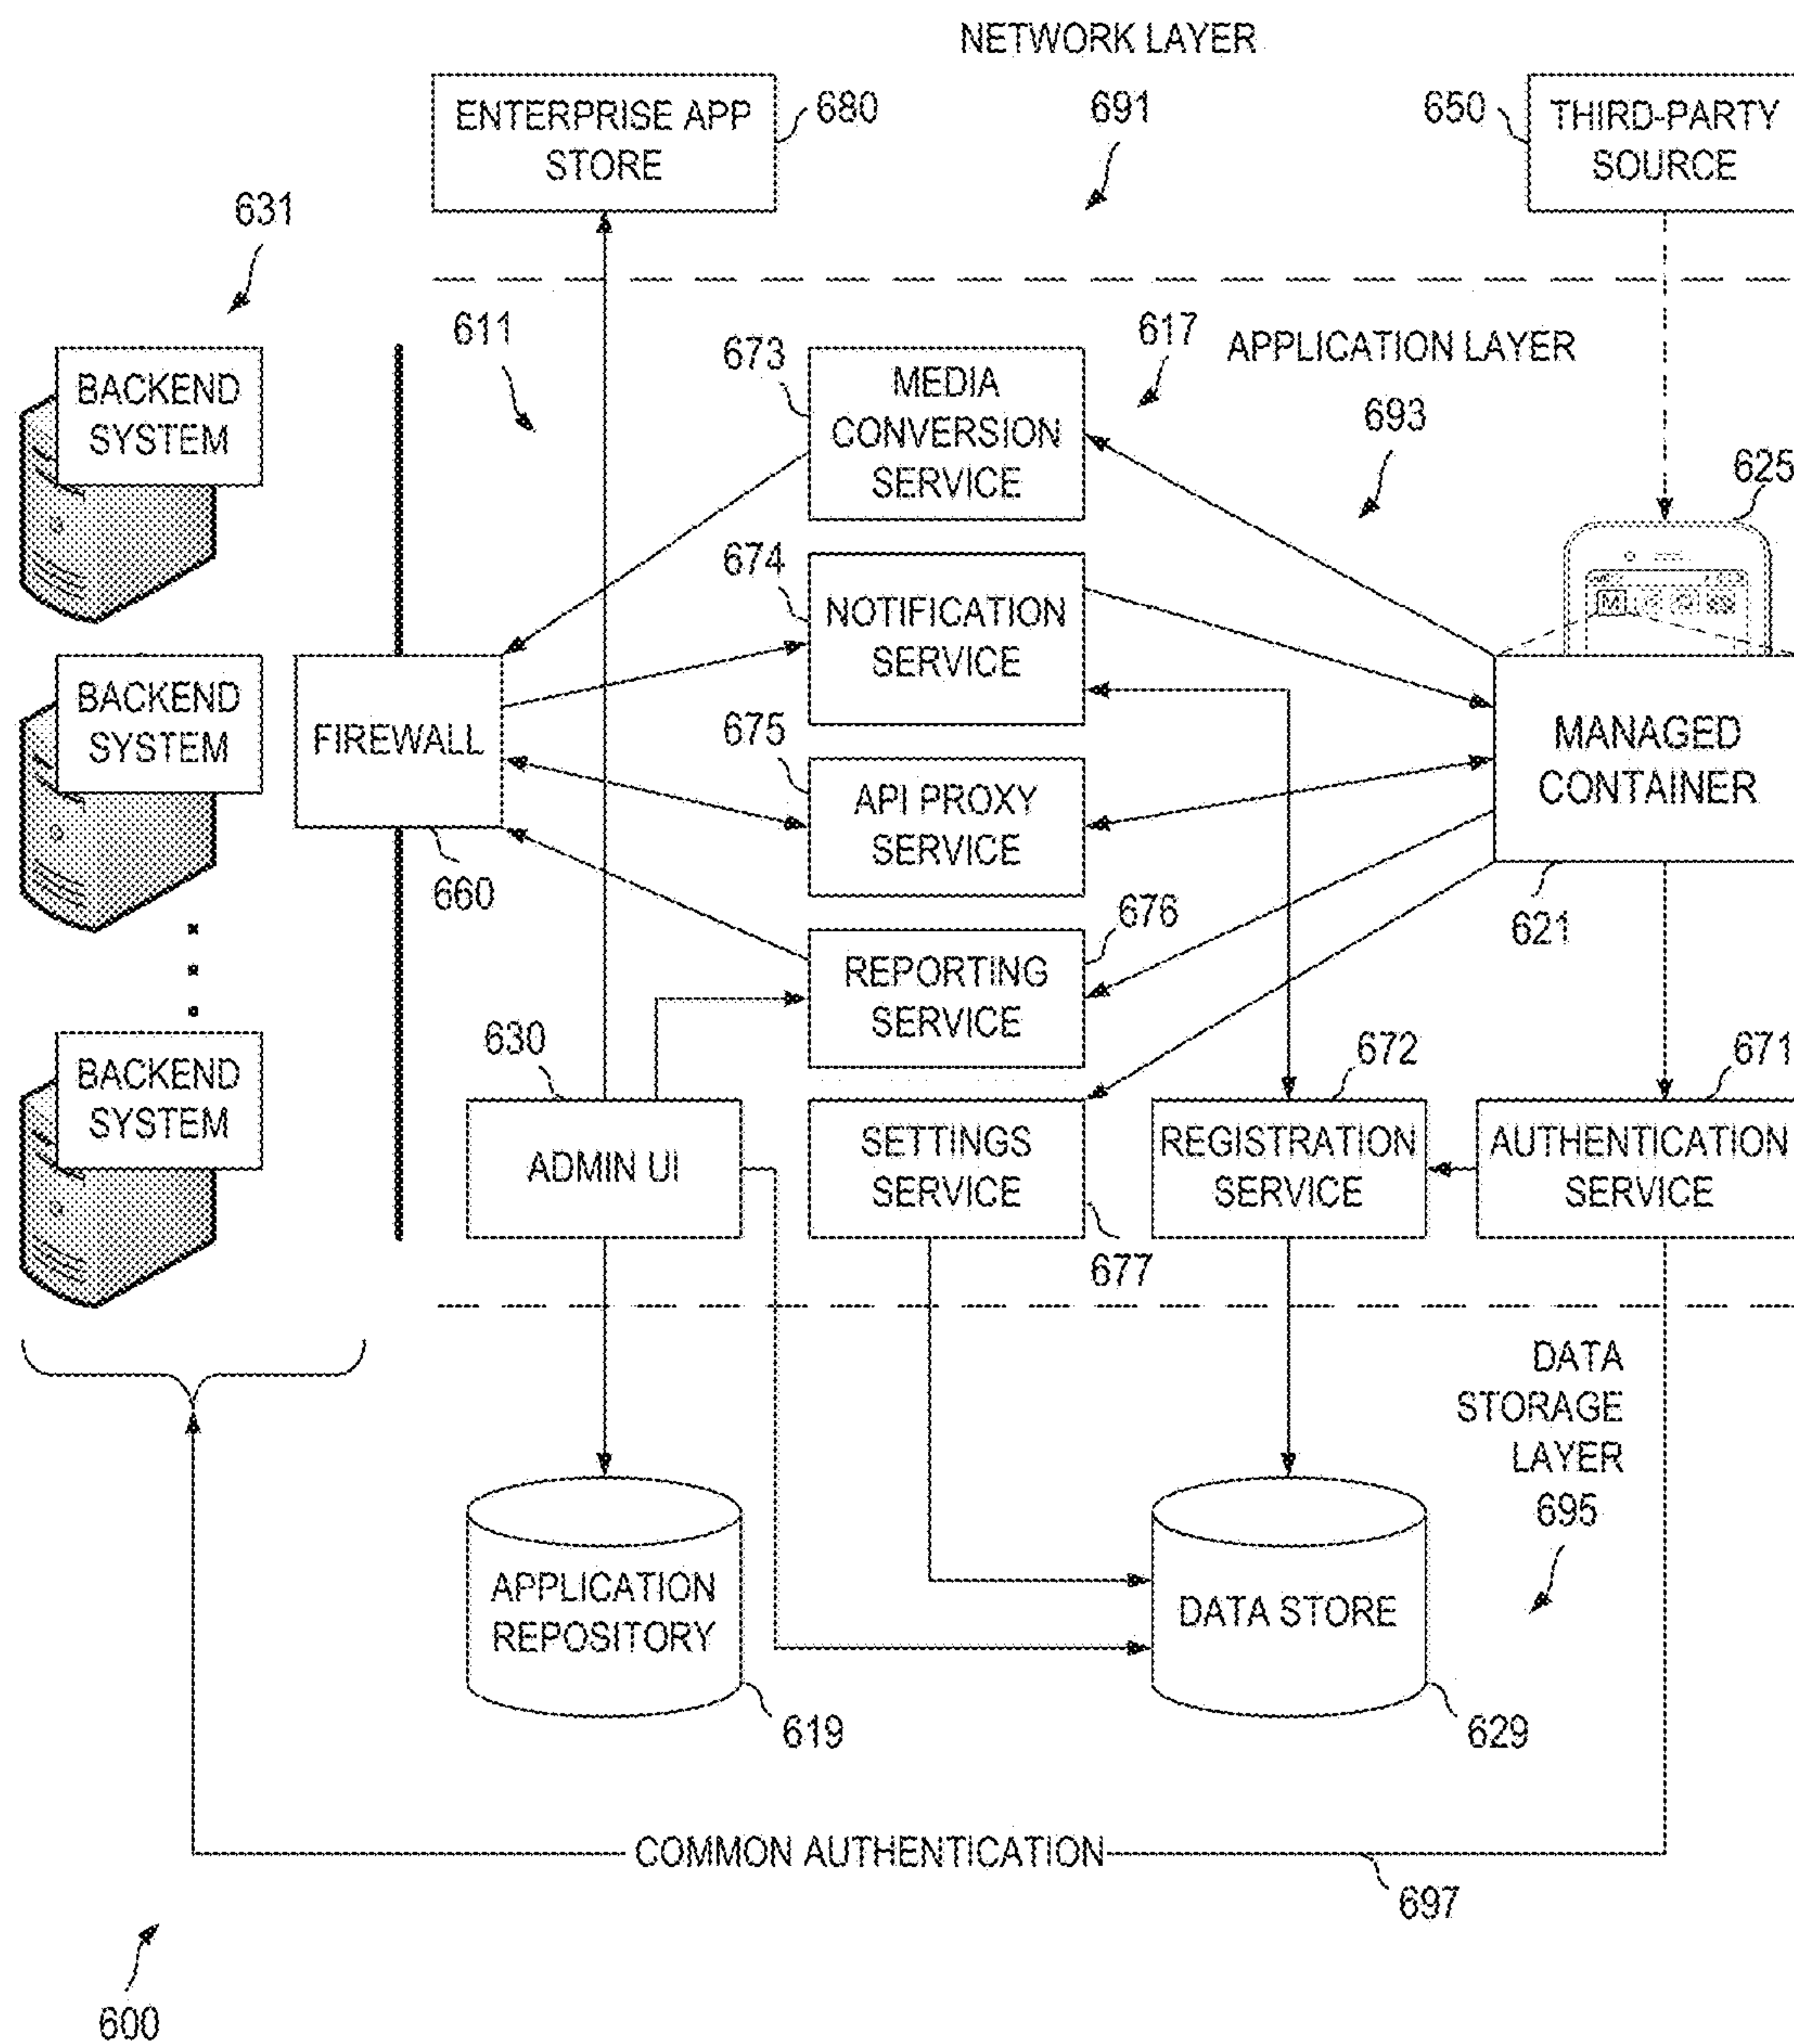 NETWORK LAYER
691
ENTERPRISE APP
STORE
680
650
THIRD-PARTY
SOURCE
631
611
617
APPLICATION LAYER
693
BACKEND
SYSTEM
673
MEDIA
CONVERSION
SERVICE
625
M
674
NOTIFICATION
SERVICE
BACKEND
SYSTEM
FIREWALL
660
675
API PROXY
SERVICE
MANAGED
CONTAINER
621
676
REPORTING
SERVICE
BACKEND
SYSTEM
630
ADMIN UI
SETTINGS
SERVICE
677
672
REGISTRATION
SERVICE
671
AUTHENTICATION
SERVICE
DATA
STORAGE
LAYER
695
APPLICATION
REPOSITORY
619
DATA STORE
629
COMMON AUTHENTICATION
697
600